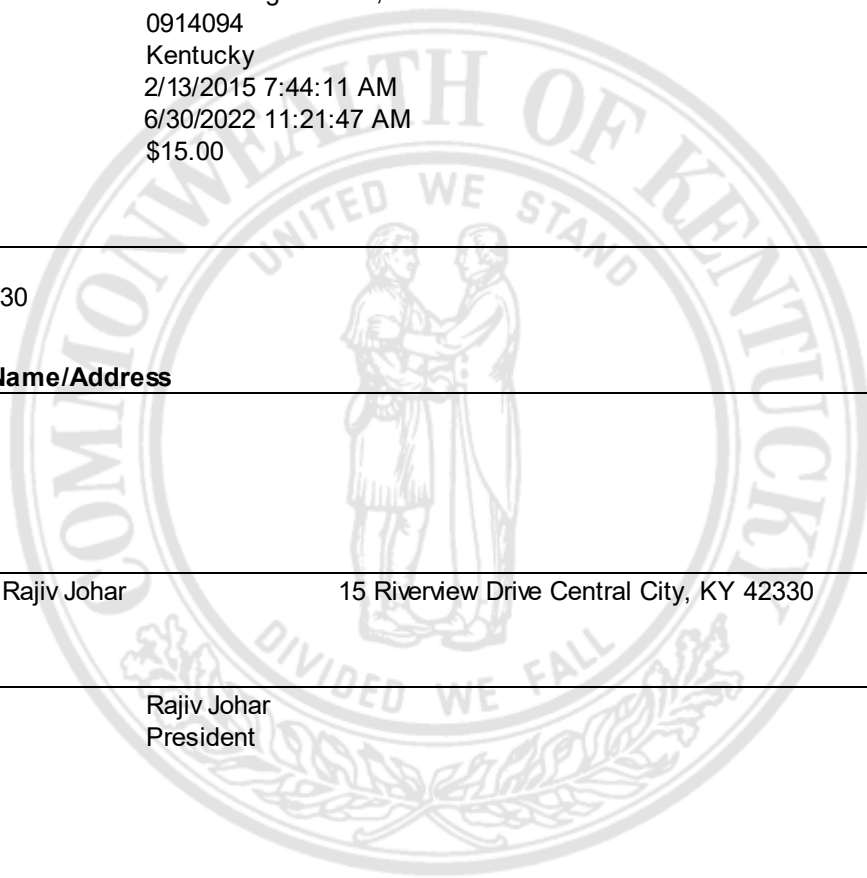 0914094
Kentucky
2/13/2015 7:44:11 AM
6/30/2022 11:21:47 AM
$15.00
COMMONWEALTH OF KENTUCKY
UNITED WE STAND
30
Name/Address
Rajiv Johar 15 Riverview Drive Central City, KY 42330
DIVIDED WE FALL
Rajiv Johar
President